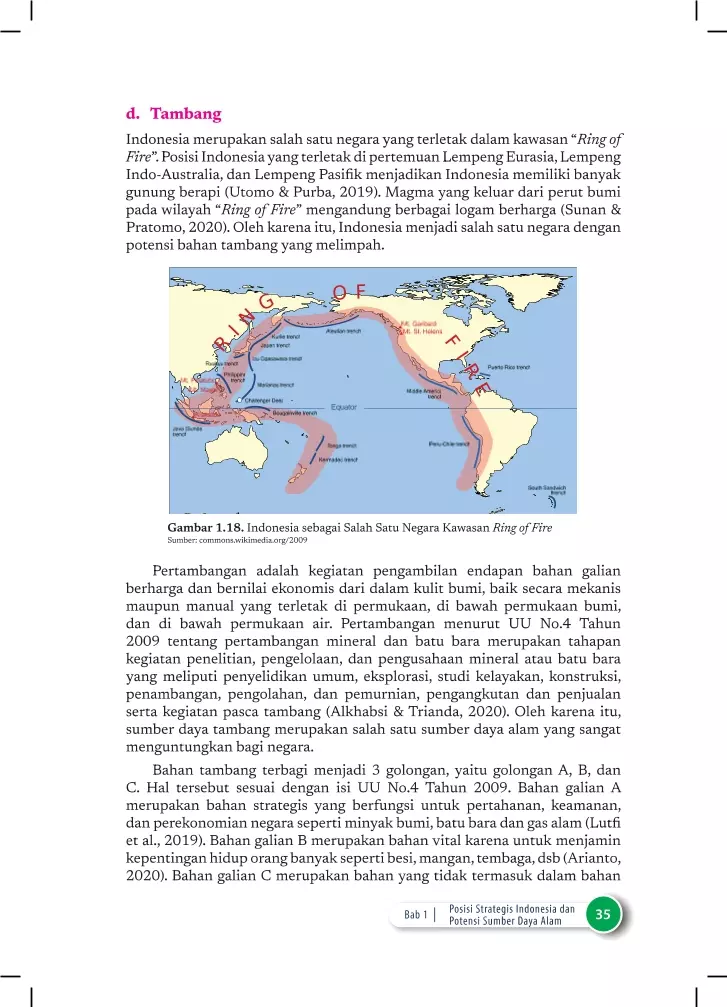 d. Tambang
Indonesia merupakan salah satu negara yang terletak dalam kawasan “Ring of
Fire”. Posisi Indonesia yang terletak di pertemuan Lempeng Eurasia, Lempeng
Indo-Australia, dan Lempeng Pasifik menjadikan Indonesia memiliki banyak
gunung berapi (Utomo & Purba, 2019). Magma yang keluar dari perut bumi
pada wilayah “Ring of Fire” mengandung berbagai logam berharga (Sunan &
Pratomo, 2020). Oleh karena itu, Indonesia menjadi salah satu negara dengan
potensi bahan tambang yang melimpah.
RING OF FIRE
Mt. Garibaldi
Mt. St. Helens
Aleutian trench
Kurile trench
Japan trench
Izu Ogasawara trench
Puerto Rico trench
Philippine
trench
Marianas trench
Middle America
trench
Challenger Deep
Equator
Bougainville trench
Java (Sunda)
trench
Tonga trench
Peru-Chile trench
Kermadec trench
South Sandwich
trench
Gambar 1.18. Indonesia sebagai Salah Satu Negara Kawasan Ring of Fire
Sumber: commons.wikimedia.org/2009
Pertambangan adalah kegiatan pengambilan endapan bahan galian
berharga dan bernilai ekonomis dari dalam kulit bumi, baik secara mekanis
maupun manual yang terletak di permukaan, di bawah permukaan bumi,
dan di bawah permukaan air. Pertambangan menurut UU No.4 Tahun
2009 tentang pertambangan mineral dan batu bara merupakan tahapan
kegiatan penelitian, pengelolaan, dan pengusahaan mineral atau batu bara
yang meliputi penyelidikan umum, eksplorasi, studi kelayakan, konstruksi,
penambangan, pengolahan, dan pemurnian, pengangkutan dan penjualan
serta kegiatan pasca tambang (Alkhabsi & Trianda, 2020). Oleh karena itu,
sumber daya tambang merupakan salah satu sumber daya alam yang sangat
menguntungkan bagi negara.
Bahan tambang terbagi menjadi 3 golongan, yaitu golongan A, B, dan
C. Hal tersebut sesuai dengan isi UU No.4 Tahun 2009. Bahan galian A
merupakan bahan strategis yang berfungsi untuk pertahanan, keamanan,
dan perekonomian negara seperti minyak bumi, batu bara dan gas alam (Lutfi
et al., 2019). Bahan galian B merupakan bahan vital karena untuk menjamin
kepentingan hidup orang banyak seperti besi, mangan, tembaga, dsb (Arianto,
2020). Bahan galian C merupakan bahan yang tidak termasuk dalam bahan
Bab 1 | Posisi Strategis Indonesia dan
Potensi Sumber Daya Alam
35